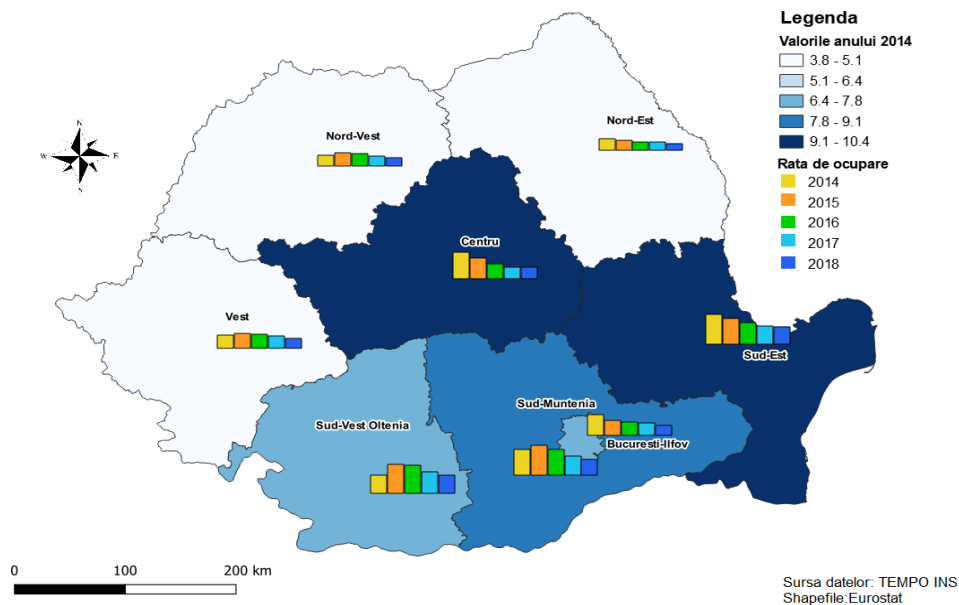 Legenda
Valorile anului 2014
3.8 - 5.1
5.1 - 6.4
6.4 - 7.8
7.8 - 9.1
9.1 - 10.4
Rata de ocupare
2014
2015
2016
2017
2018
Nord-Vest
Nord-Est
N
W
E
S
Centru
Vest
Sud-Est
Sud-Muntenia
Sud-Vest Oltenia
Bucuresti-Ilfov
0 100 200 km
Sursa datelor: TEMPO INS
Shapefile:Eurostat